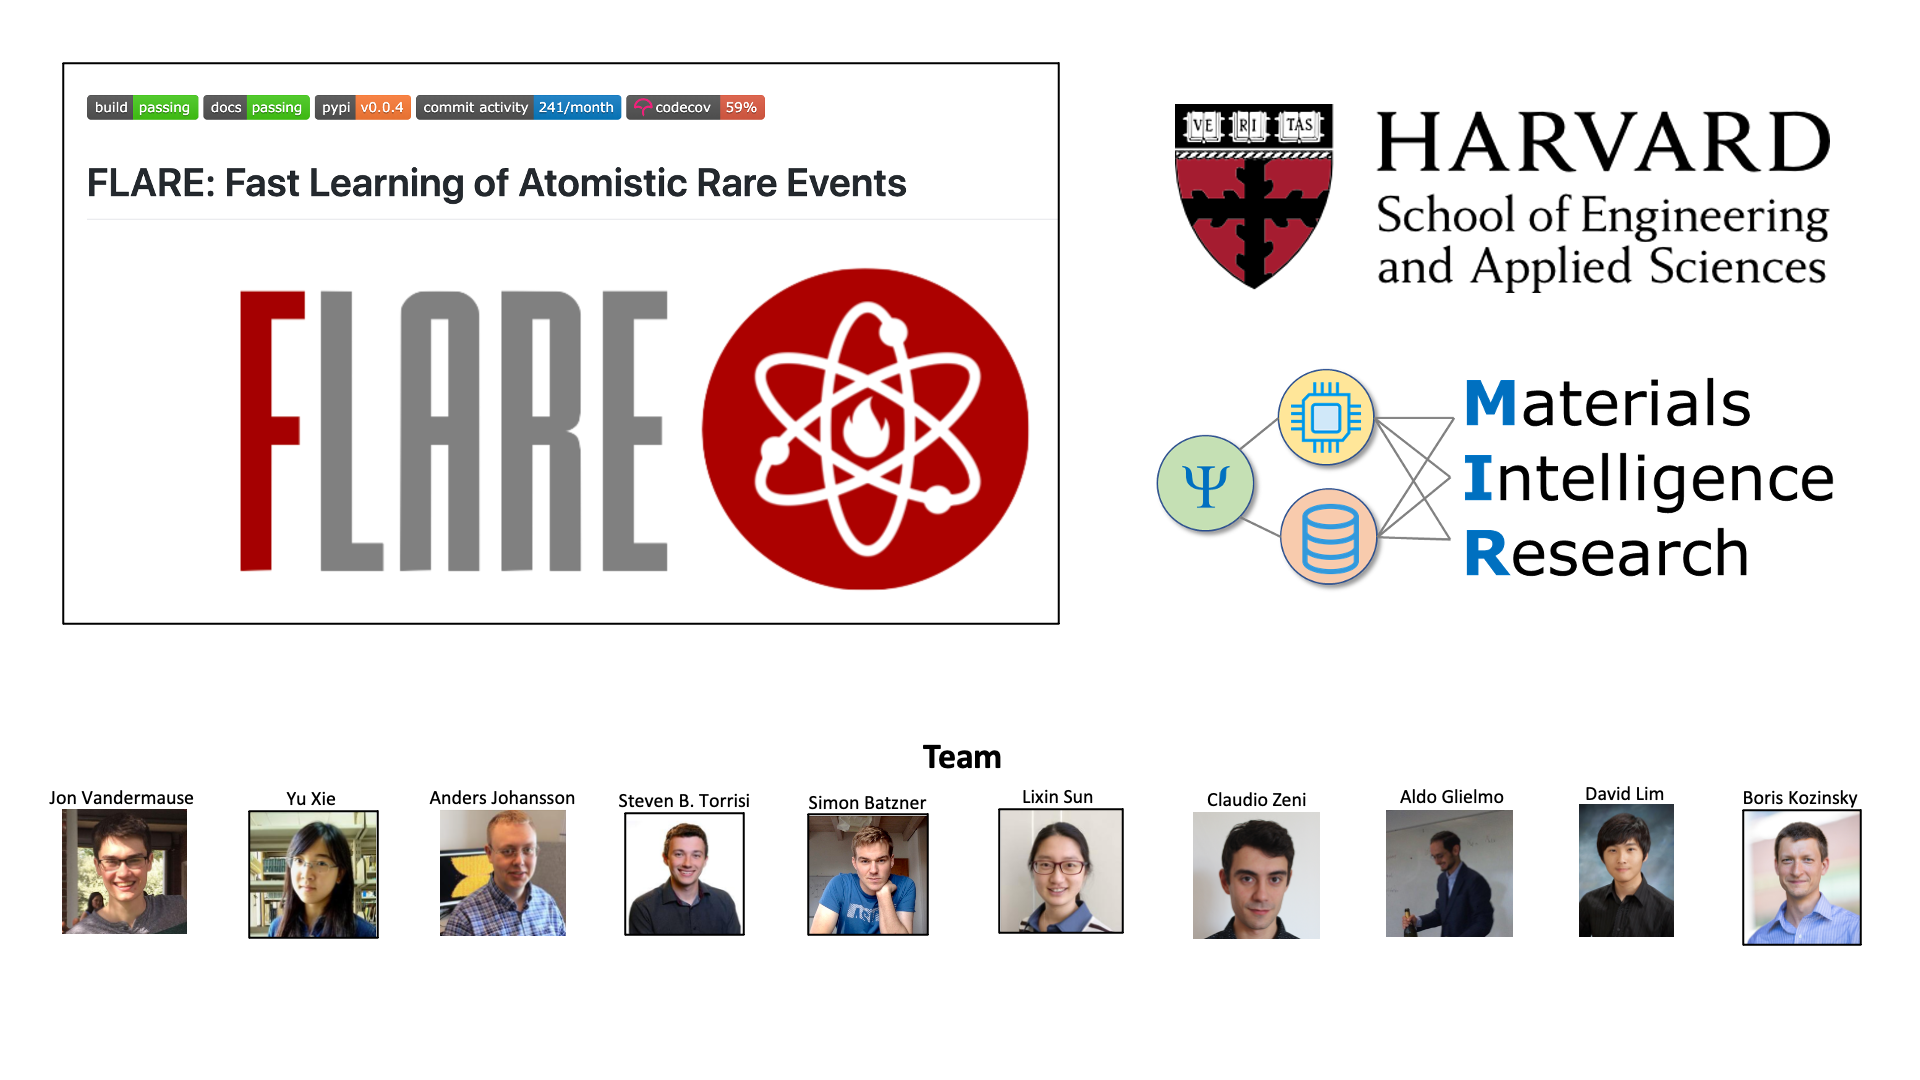 build passing docs passing pypi v0.0.4 commit activity 241/month codecov 59%
FLARE: Fast Learning of Atomistic Rare Events
FLARE
VE RI TAS
HARVARD
School of Engineering
and Applied Sciences
Ψ
Materials
Intelligence
Research
Team
Jon Vandermause
Yu Xie
Anders Johansson
Steven B. Torrisi
Simon Batzner
Lixin Sun
Claudio Zeni
Aldo Glielmo
David Lim
Boris Kozinsky